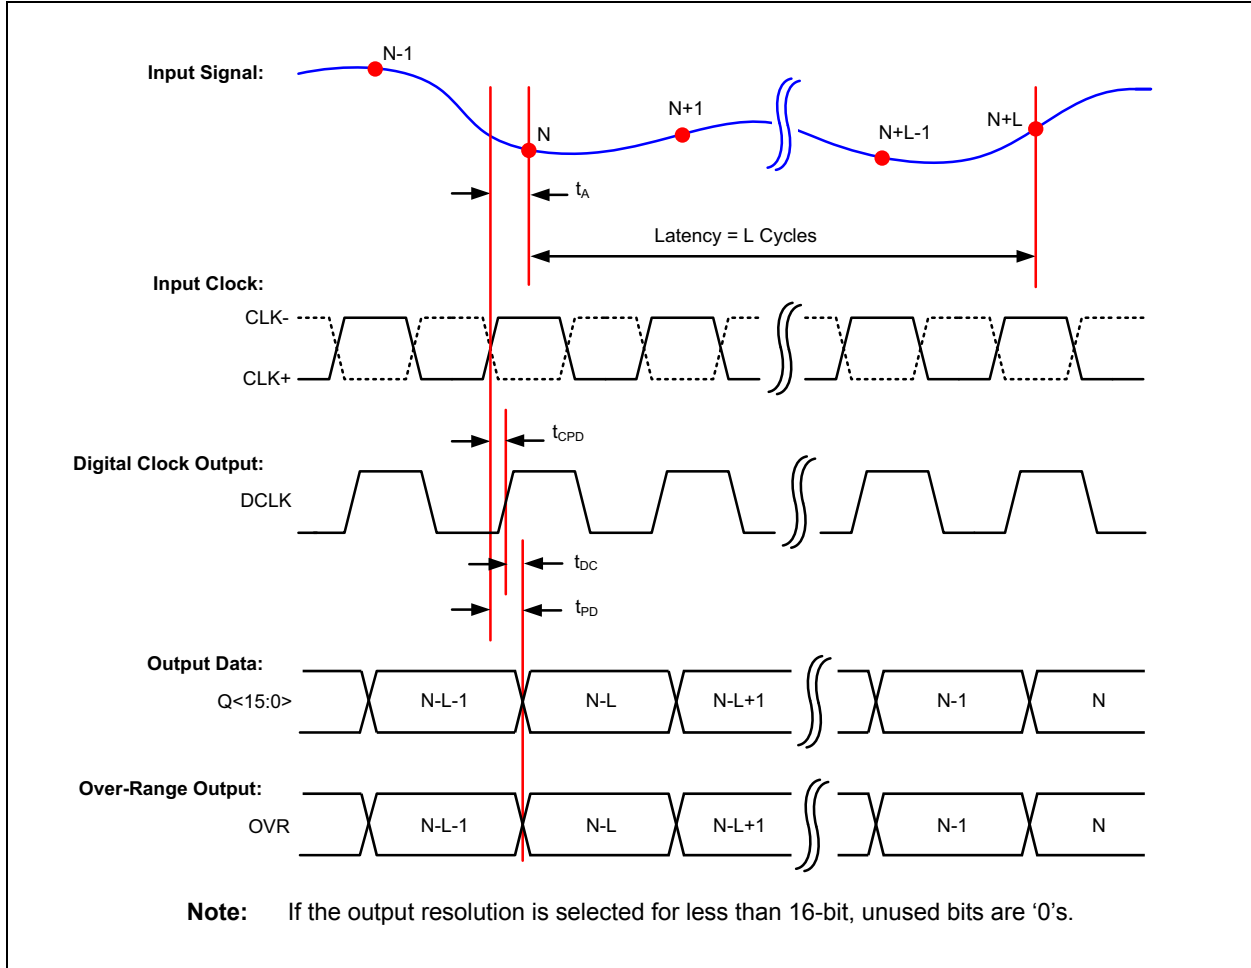 Input Signal:
N-1
N
N+1
N+L-1
N+L
tA
Latency = L Cycles
Input Clock:
CLK-
CLK+
tCPD
Digital Clock Output:
DCLK
tDC
tPD
Output Data:
Q<15:0>
N-L-1 N-L N-L+1 N-1 N
Over-Range Output:
OVR
N-L-1 N-L N-L+1 N-1 N
Note: If the output resolution is selected for less than 16-bit, unused bits are ‘0’s.